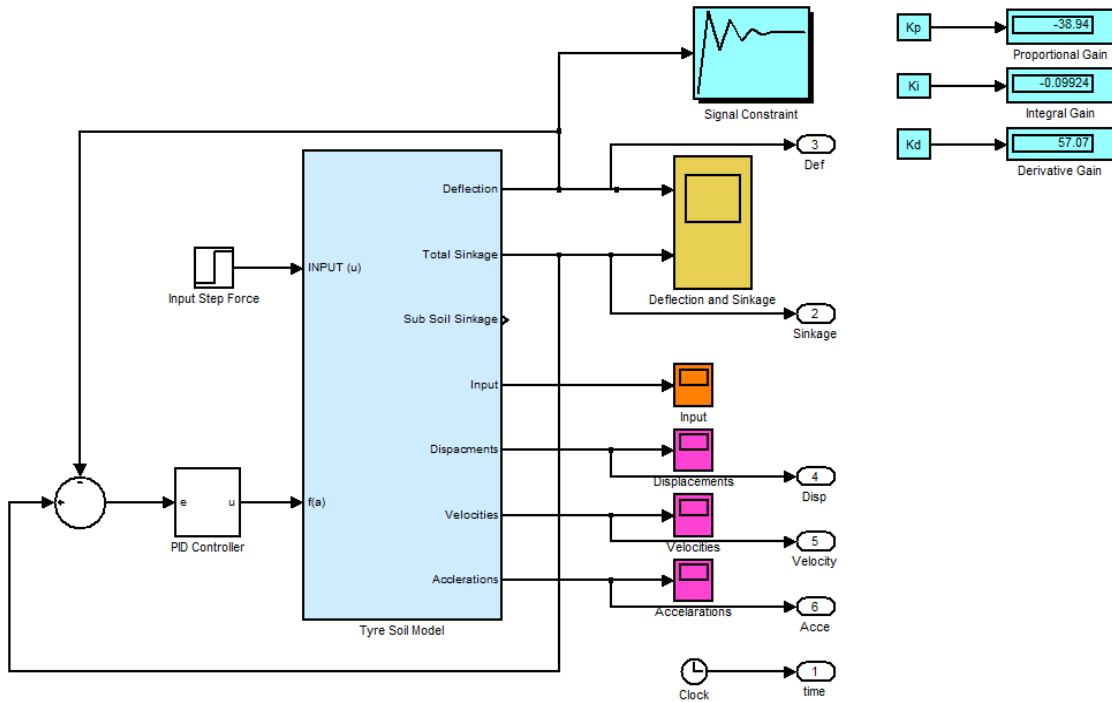 Kp
-38.94
Proportional Gain
Ki
-0.09924
Integral Gain
Kd
57.07
Derivative Gain
Signal Constraint
3
Def
Deflection
INPUT (u)
Input Step Force
Total Sinkage
Deflection and Sinkage
Sub Soil Sinkage
2
Sinkage
Input
Input
Dispacments
Displacements
4
Disp
e
u
PID Controller
f(a)
Velocities
Velocities
5
Velocity
Acclerations
Accelarations
6
Acce
Tyre Soil Model
Clock
1
time